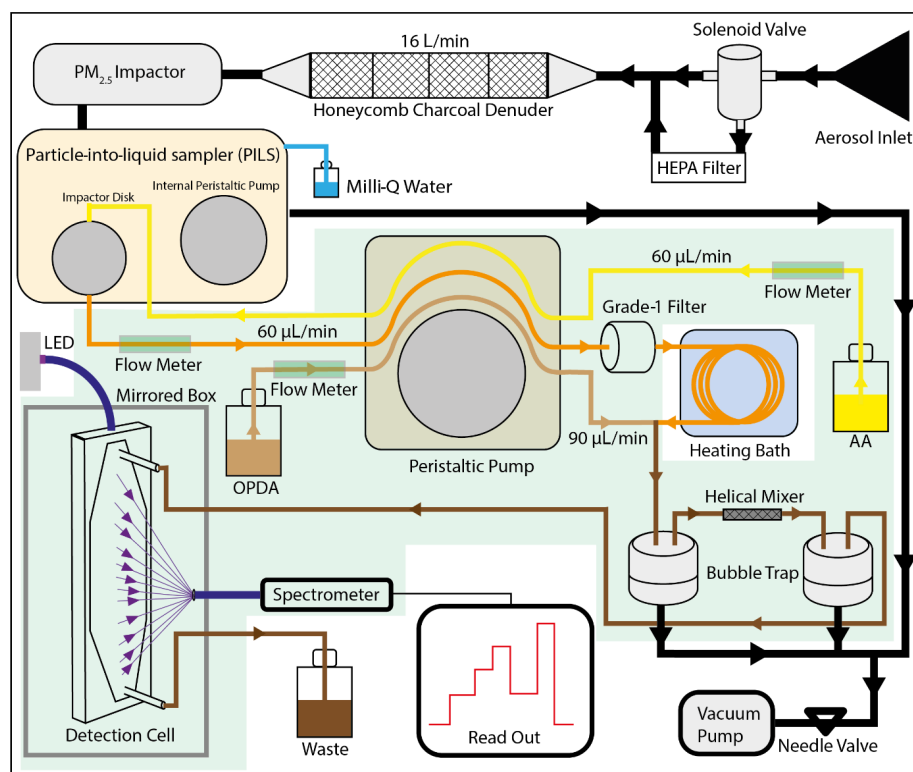 Solenoid Valve
16 L/min
PM2.5 Impactor
Honeycomb Charcoal Denuder
Aerosol Inlet
HEPA Filter
Particle-into-liquid sampler (PILS)
Milli-Q Water
Internal Peristaltic Pump
Impactor Disk
60 µL/min
Flow Meter
Grade-1 Filter
60 µL/min
Flow Meter
LED
Flow Meter
Mirrored Box
90 µL/min
Heating Bath
AA
OPDA
Peristaltic Pump
Helical Mixer
Bubble Trap
Spectrometer
Detection Cell
Waste
Read Out
Vacuum
Pump
Needle Valve